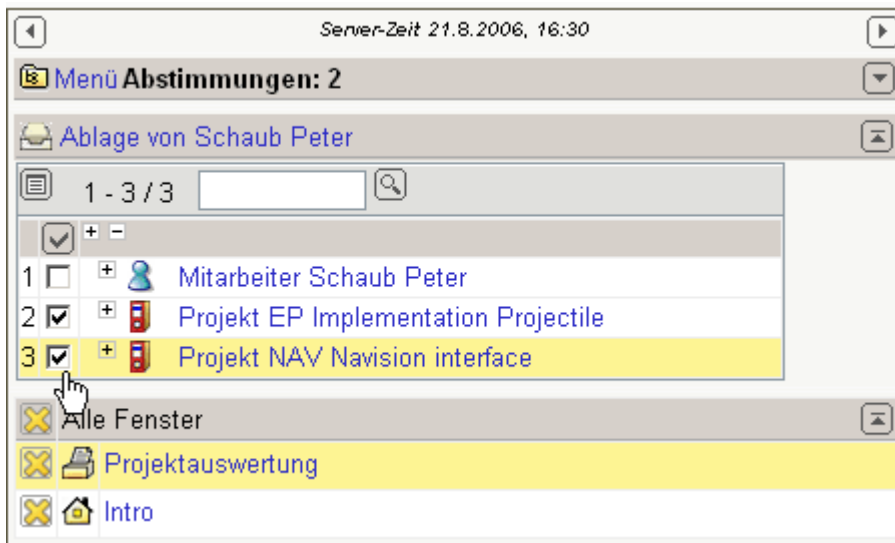 Server-Zeit 21.8.2006, 16:30
Menü Abstimmungen: 2
Ablage von Schaub Peter
1 - 3 / 3
1 Mitarbeiter Schaub Peter
2 Projekt EP Implementation Projectile
3 Projekt NAV Navision interface
Alle Fenster
Projektauswertung
Intro